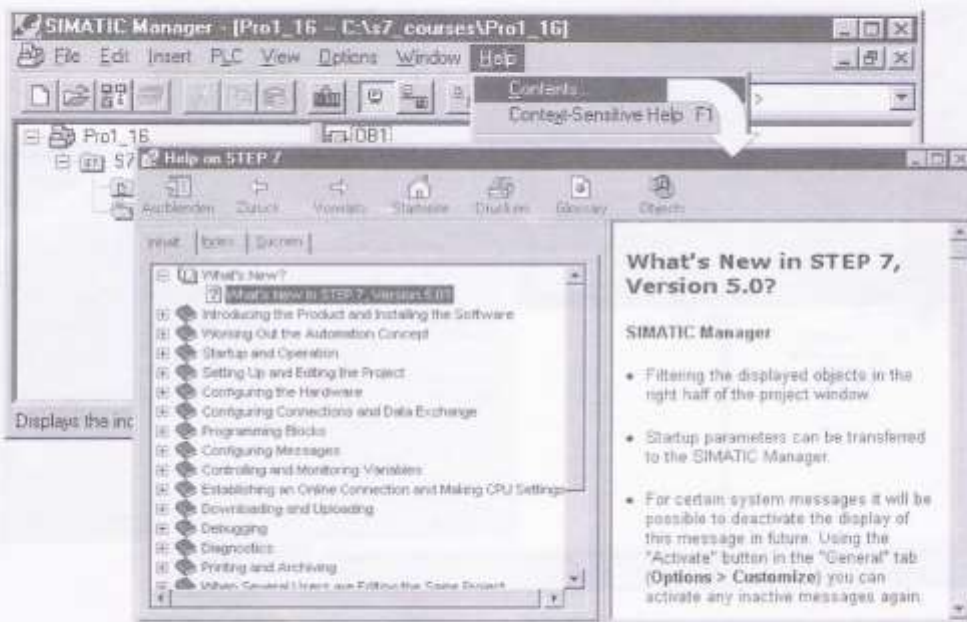 SIMATIC Manager - [Pro1_16 – C:\s7_courses\Pro1_16]
File Edit Insert PLC View Options Window Help
Contents...
Context-Sensitive Help F1
>
Pro1_16
OB1
S7
Help on STEP 7
Ausblenden Zurück Vorwärts Startseite Drucken Glossary
Inhalt Index Suchen
What's New?
What's New in STEP 7, Version 5.0?
Introducing the Product and Installing the Software
Working Out the Automation Concept
Startup and Operation
Setting Up and Editing the Project
Configuring the Hardware
Configuring Connections and Data Exchange
Programming Blocks
Configuring Messages
Controlling and Monitoring Variables
Establishing an Online Connection and Making CPU Settings
Downloading and Uploading
Debugging
Diagnostics
Printing and Archiving
When Several Users are Editing the Same Project
Displays the inc
What's New in STEP 7,
Version 5.0?
SIMATIC Manager
• Filtering the displayed objects in the
right half of the project window
• Startup parameters can be transferred
to the SIMATIC Manager.
• For certain system messages it will be
possible to deactivate the display of
this message in future. Using the
"Activate" button in the "General" tab
(Options > Customize) you can
activate any inactive messages again.